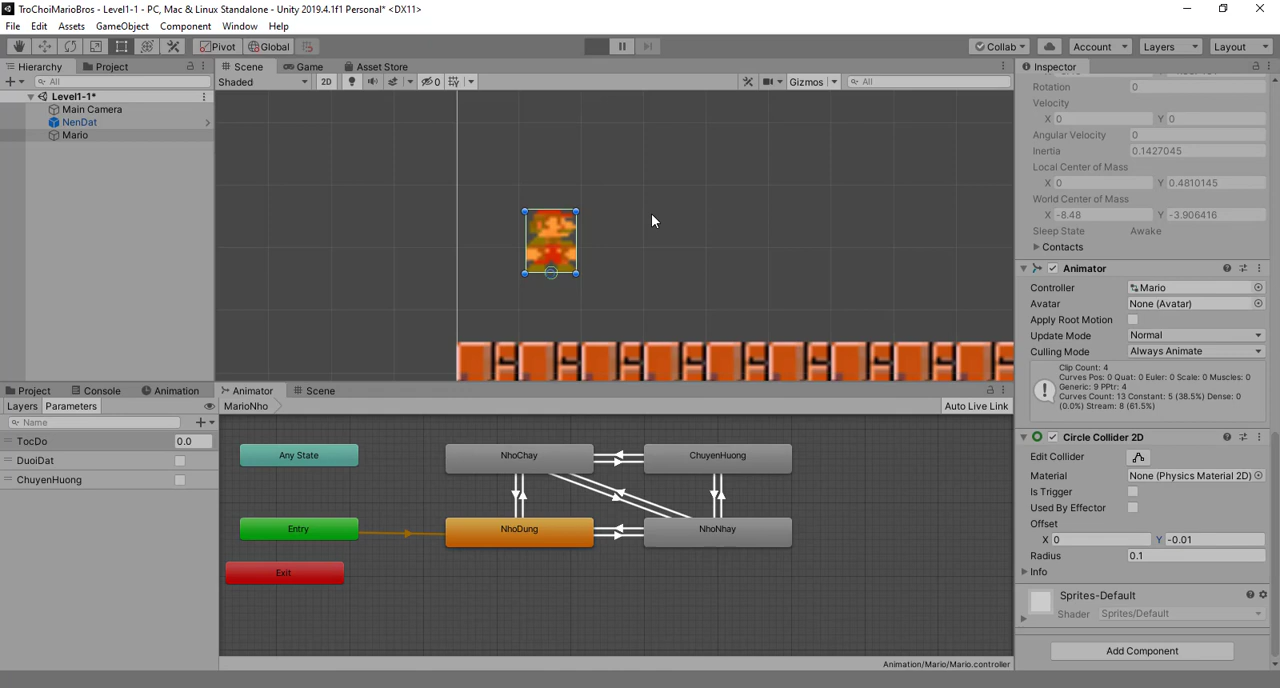 TroChoiMarioBros - Level1-1 - PC, Mac & Linux Standalone - Unity 2019.4.1f1 Personal* <DX11>
File Edit Assets GameObject Component Window Help
Pivot Global Collab Account Layers Layout
Hierarchy Project
All
Level1-1*
Main Camera
NenDat
Mario
Scene Game Asset Store
Shaded 2D 0 Gizmos All
Inspector
Rotation 0
Velocity
X 0 Y 0
Angular Velocity 0
Inertia 0.1427045
Local Center of Mass
X 0 Y 0.4810145
World Center of Mass
X -8.48 Y -3.906416
Sleep State Awake
Contacts
Animator
Controller Mario
Avatar None (Avatar)
Apply Root Motion
Update Mode Normal
Culling Mode Always Animate
Clip Count: 4
Curves Pos: 0 Quat: 0 Euler: 0 Scale: 0 Muscles: 0
Generic: 9 PPtr: 4
Curves Count: 13 Constant: 5 (38.5%) Dense: 0
(0.0%) Stream: 8 (61.5%)
Circle Collider 2D
Edit Collider
Material None (Physics Material 2D)
Is Trigger
Used By Effector
Offset
X 0 Y -0.01
Radius 0.1
Info
Sprites-Default
Shader Sprites/Default
Add Component
Project Console Animation Animator Scene
Layers Parameters
Name
TocDo 0.0
DuoiDat
ChuyenHuong
MarioNho
Auto Live Link
Any State
NhoChay
ChuyenHuong
Entry
NhoDung
NhoNhay
Exit
Animation/Mario/Mario.controller